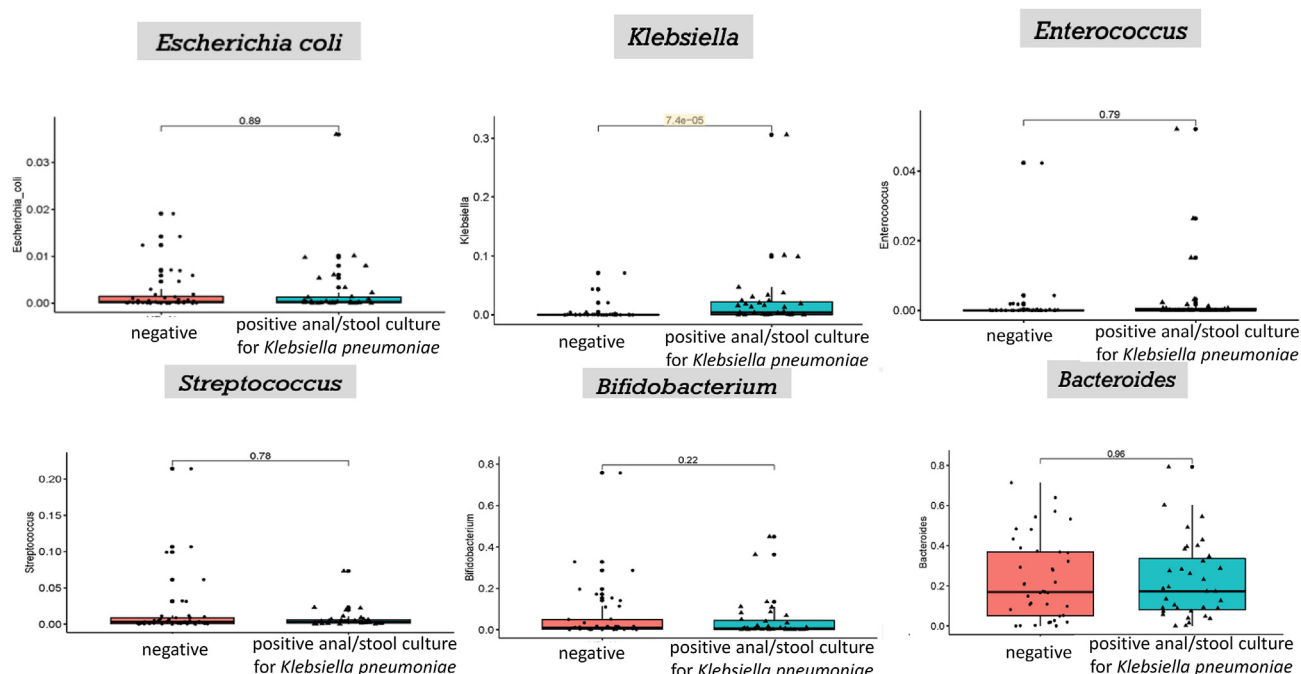 Escherichia coli
Klebsiella
Enterococcus
0.89
0.03
0.02
0.01
0.00
Escherichia_coli
negative
positive anal/stool culture
for Klebsiella pneumoniae
7.4e-05
0.3
0.2
0.1
0.0
Klebsiella
negative
positive anal/stool culture
for Klebsiella pneumoniae
0.79
0.04
0.02
0.00
Enterococcus
negative
positive anal/stool culture
for Klebsiella pneumoniae
Streptococcus
Bifidobacterium
Bacteroides
0.78
0.20
0.15
0.10
0.05
0.00
Streptococcus
negative
positive anal/stool culture
for Klebsiella pneumoniae
0.22
0.8
0.6
0.4
0.2
0.0
Bifidobacterium
negative
positive anal/stool culture
for Klebsiella pneumoniae
0.96
0.8
0.6
0.4
0.2
0.0
Bacteroides
negative
positive anal/stool culture
for Klebsiella pneumoniae